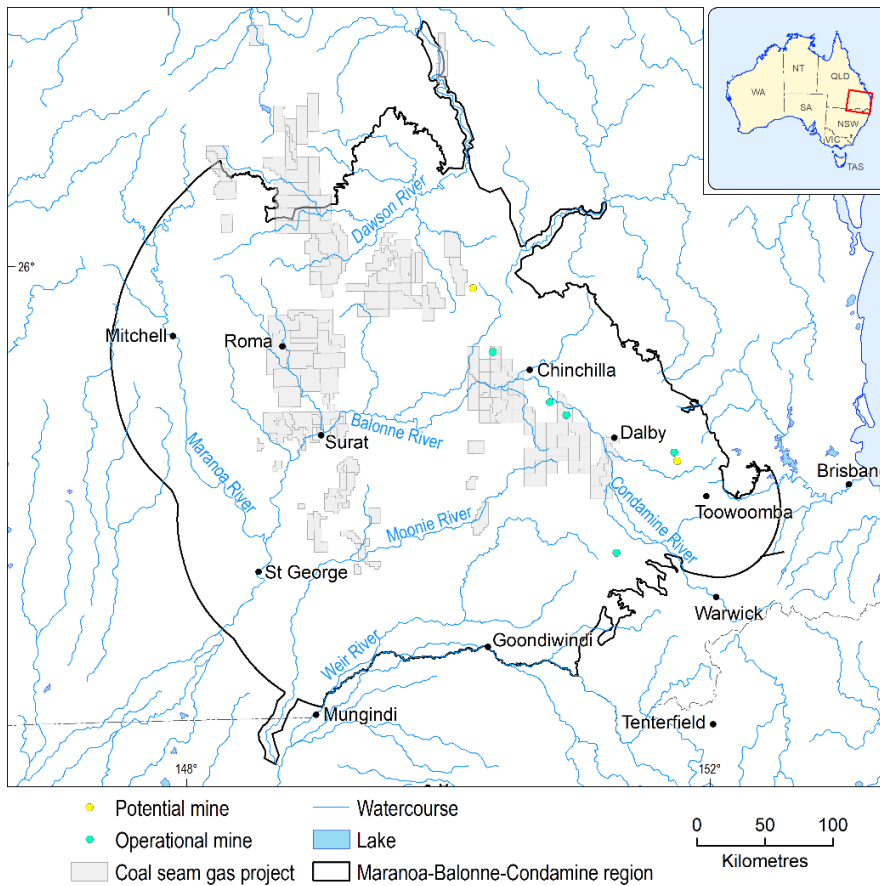 WA
NT
QLD
SA
NSW
VIC
TAS
Dawson River
26°
Mitchell
Roma
Chinchilla
Balonne River
Surat
Dalby
Maranoa River
Brisban
Condamine River
Toowoomba
Moonie River
St George
Warwick
Weir River
Goondiwindi
Mungindi
Tenterfield
148°
152°
Potential mine
Operational mine
Coal seam gas project
Watercourse
Lake
Maranoa-Balonne-Condamine region
0 50 100
Kilometres